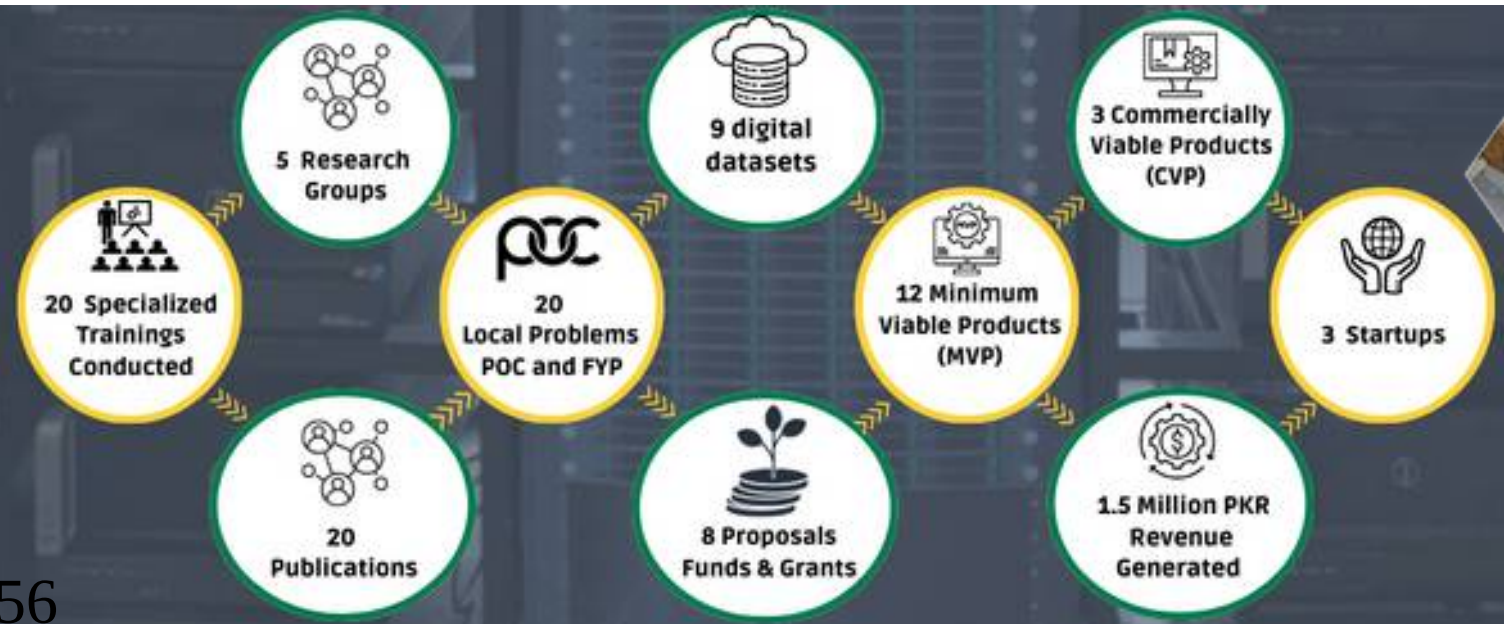 5 Research
Groups
9 digital
datasets
3 Commercially
Viable Products
(CVP)
20 Specialized
Trainings
Conducted
poc
20
Local Problems
POC and FYP
MVP
12 Minimum
Viable Products
(MVP)
3 Startups
20
Publications
8 Proposals
Funds & Grants
$
1.5 Million PKR
Revenue
Generated
56